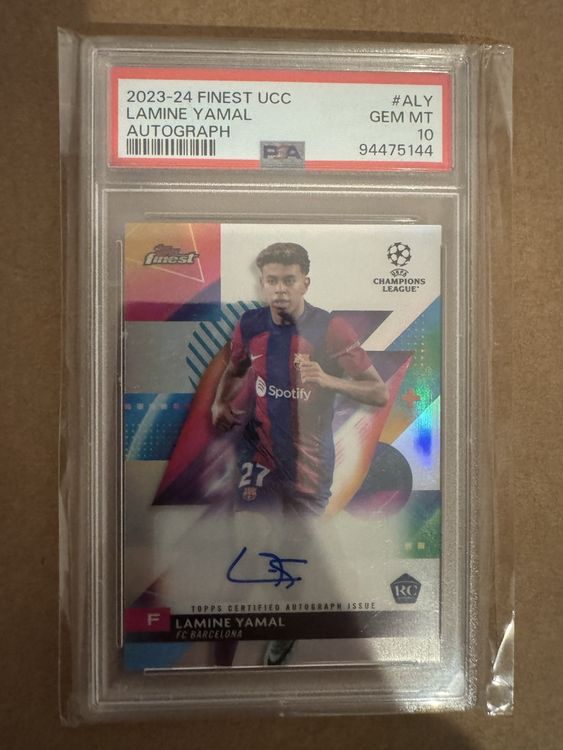 2023-24 FINEST UCC #ALY
LAMINE YAMAL GEM MT
AUTOGRAPH 10
PSA 94475144
Topps
finest
UEFA
CHAMPIONS
LEAGUE
Spotify
27
TOPPS CERTIFIED AUTOGRAPH ISSUE
RC
F LAMINE YAMAL
FC BARCELONA